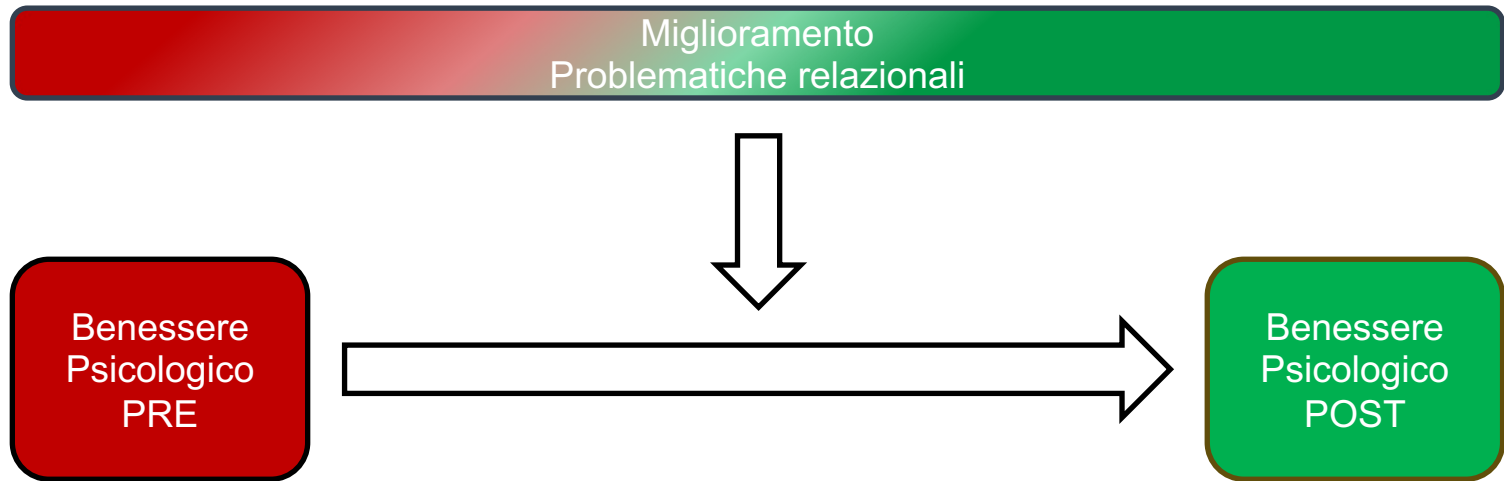 Miglioramento
Problematiche relazionali
Benessere
Psicologico
PRE
Benessere
Psicologico
POST